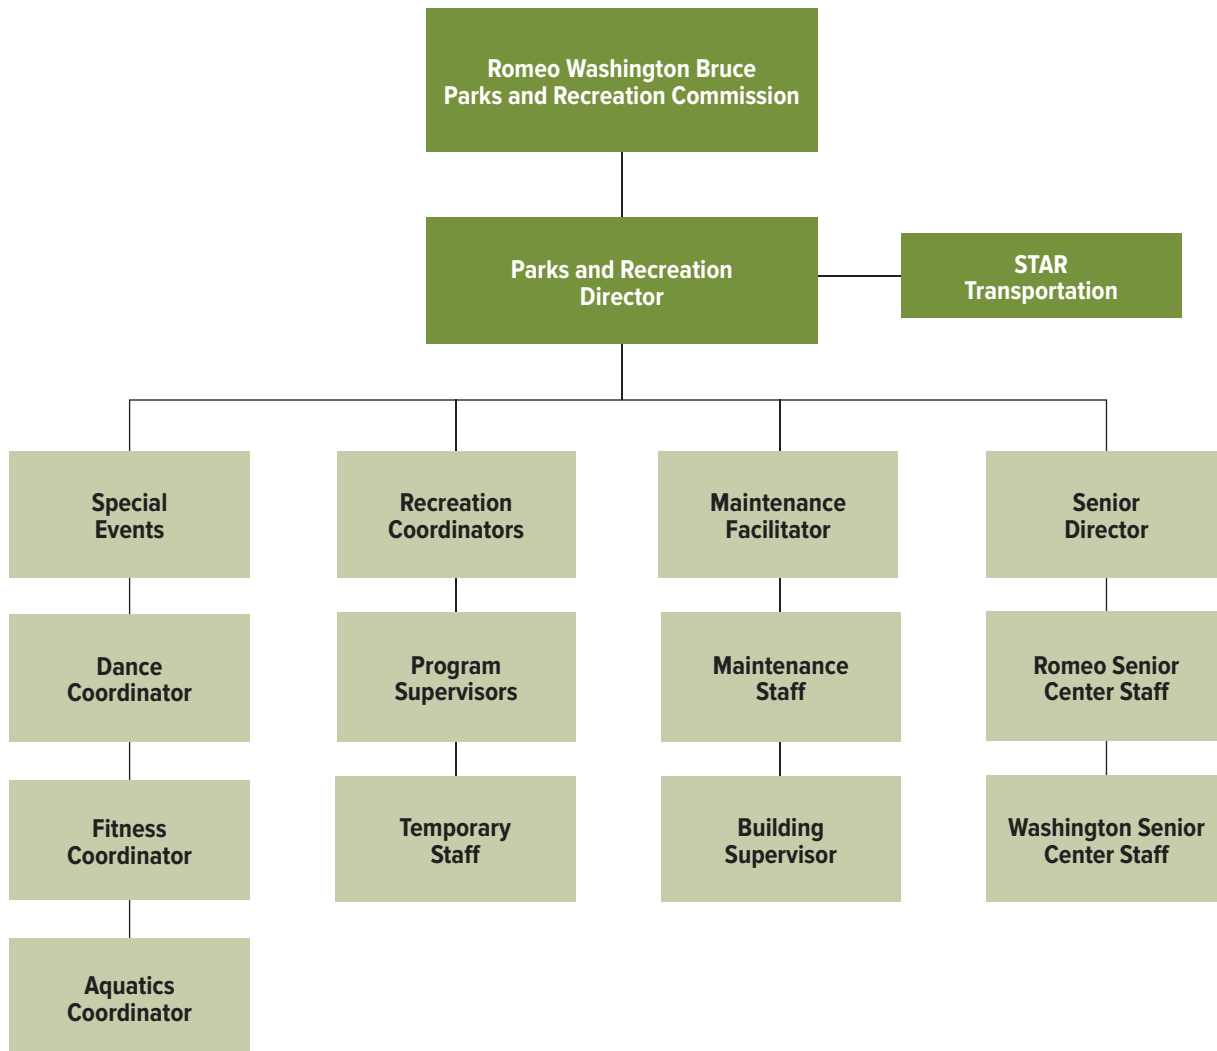 Romeo Washington Bruce
Parks and Recreation Commission
Parks and Recreation
Director
STAR
Transportation
Special
Events
Recreation
Coordinators
Maintenance
Facilitator
Senior
Director
Dance
Coordinator
Program
Supervisors
Maintenance
Staff
Romeo Senior
Center Staff
Fitness
Coordinator
Temporary
Staff
Building
Supervisor
Washington Senior
Center Staff
Aquatics
Coordinator